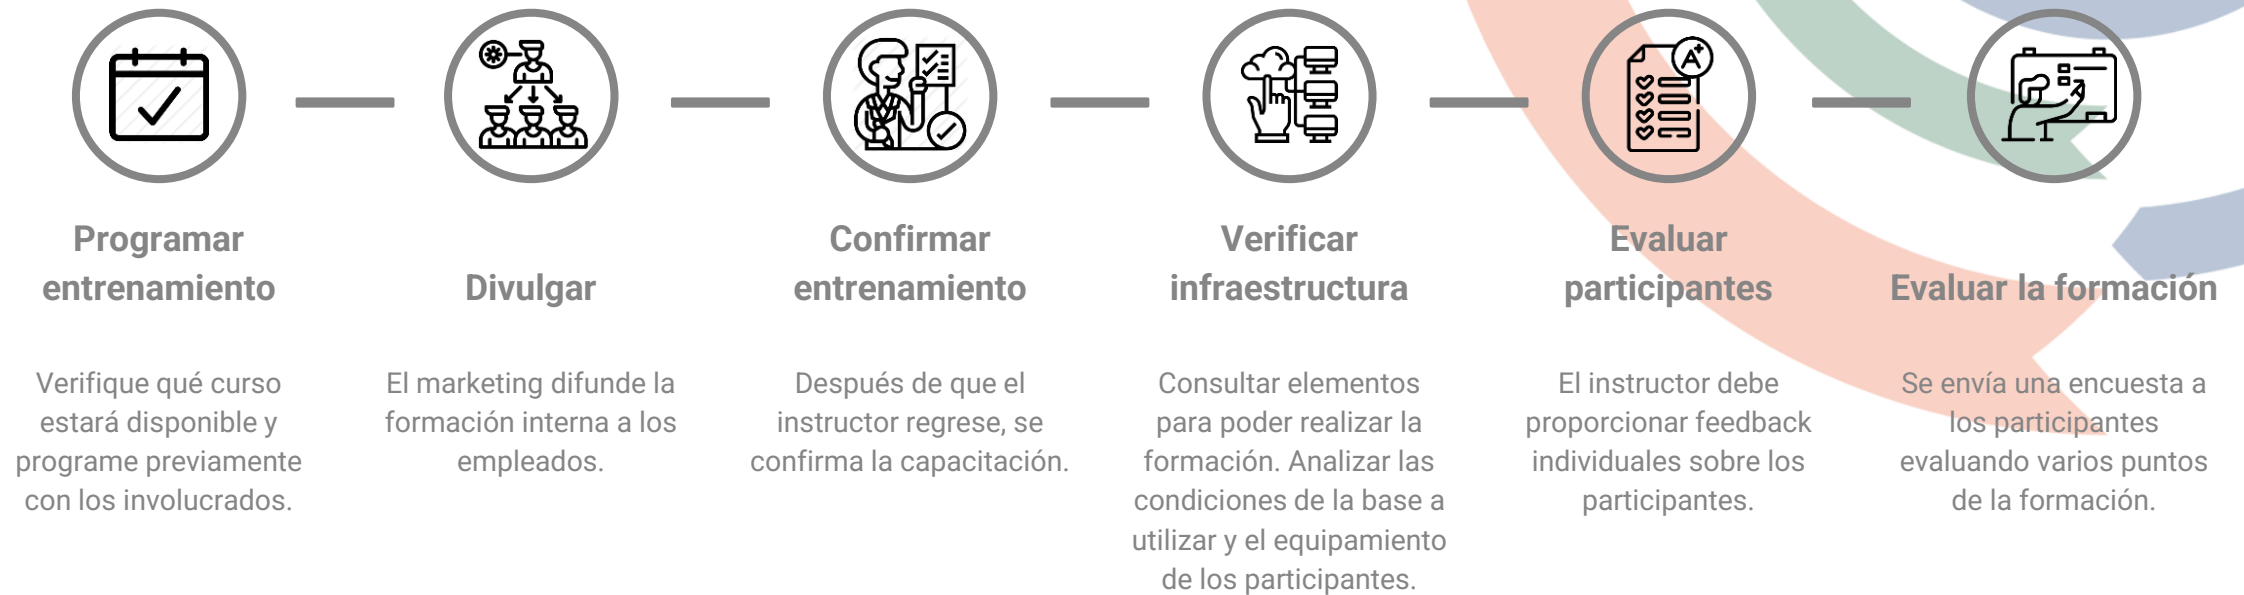 Programar
entrenamiento
Verifique qué curso
estará disponible y
programe previamente
con los involucrados.
Divulgar
El marketing difunde la
formación interna a los
empleados.
Confirmar
entrenamiento
Después de que el
instructor regrese, se
confirma la capacitación.
Verificar
infraestructura
Consultar elementos
para poder realizar la
formación. Analizar las
condiciones de la base a
utilizar y el equipamiento
de los participantes.
A+
Evaluar
participantes
El instructor debe
proporcionar feedback
individuales sobre los
participantes.
Evaluar la formación
Se envía una encuesta a
los participantes
evaluando varios puntos
de la formación.